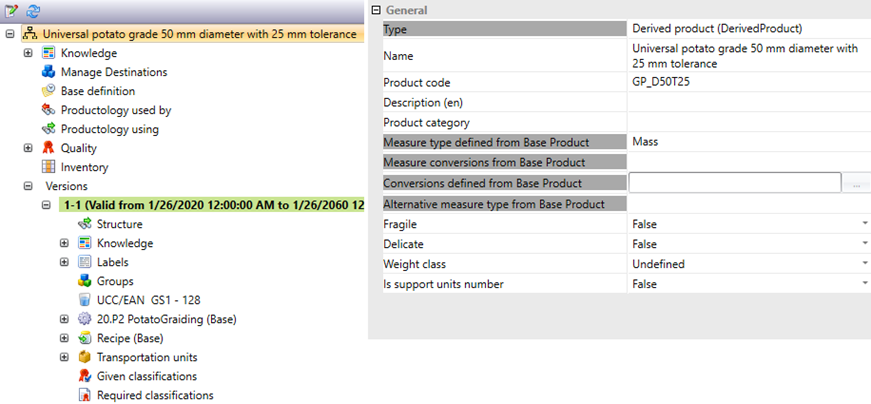 Universal potato grade 50 mm diameter with 25 mm tolerance
Knowledge
Manage Destinations
Base definition
Productology used by
Productology using
Quality
Inventory
Versions
1-1 (Valid from 1/26/2020 12:00:00 AM to 1/26/2060 12
Structure
Knowledge
Labels
Groups
UCC/EAN GS1 - 128
20.P2 PotatoGraiding (Base)
Recipe (Base)
Transportation units
Given classifications
Required classifications
General
Type Derived product (DerivedProduct)
Name Universal potato grade 50 mm diameter with
25 mm tolerance
Product code GP_D50T25
Description (en)
Product category
Measure type defined from Base Product Mass
Measure conversions from Base Product
Conversions defined from Base Product ...
Alternative measure type from Base Product
Fragile False
Delicate False
Weight class Undefined
Is support units number False